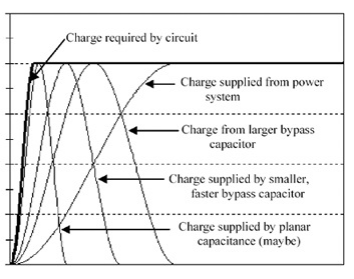 Charge required by circuit
Charge supplied from power
system
Charge from larger bypass
capacitor
Charge supplied by smaller,
faster bypass capacitor
Charge supplied by planar
capacitance (maybe)